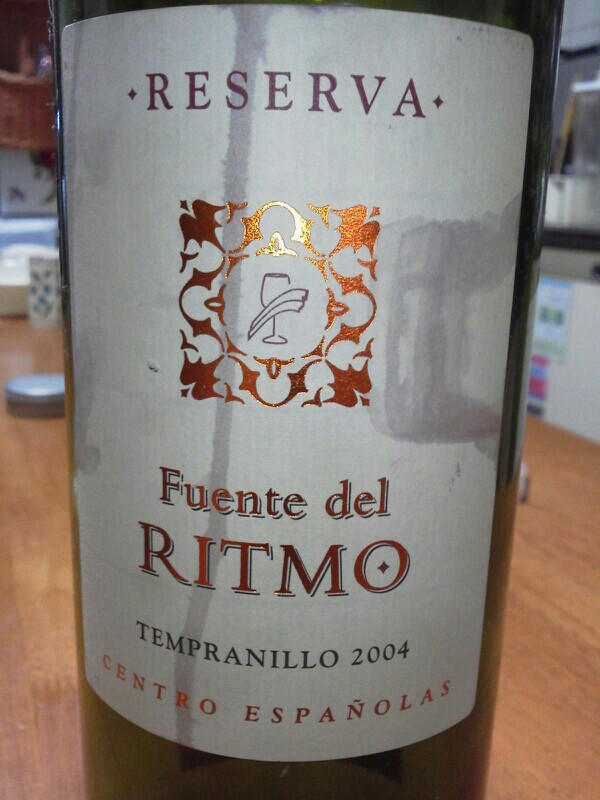 RESERVA
Fuente del
RITMO
TEMPRANILLO 2004
CENTRO ESPAÑOLAS